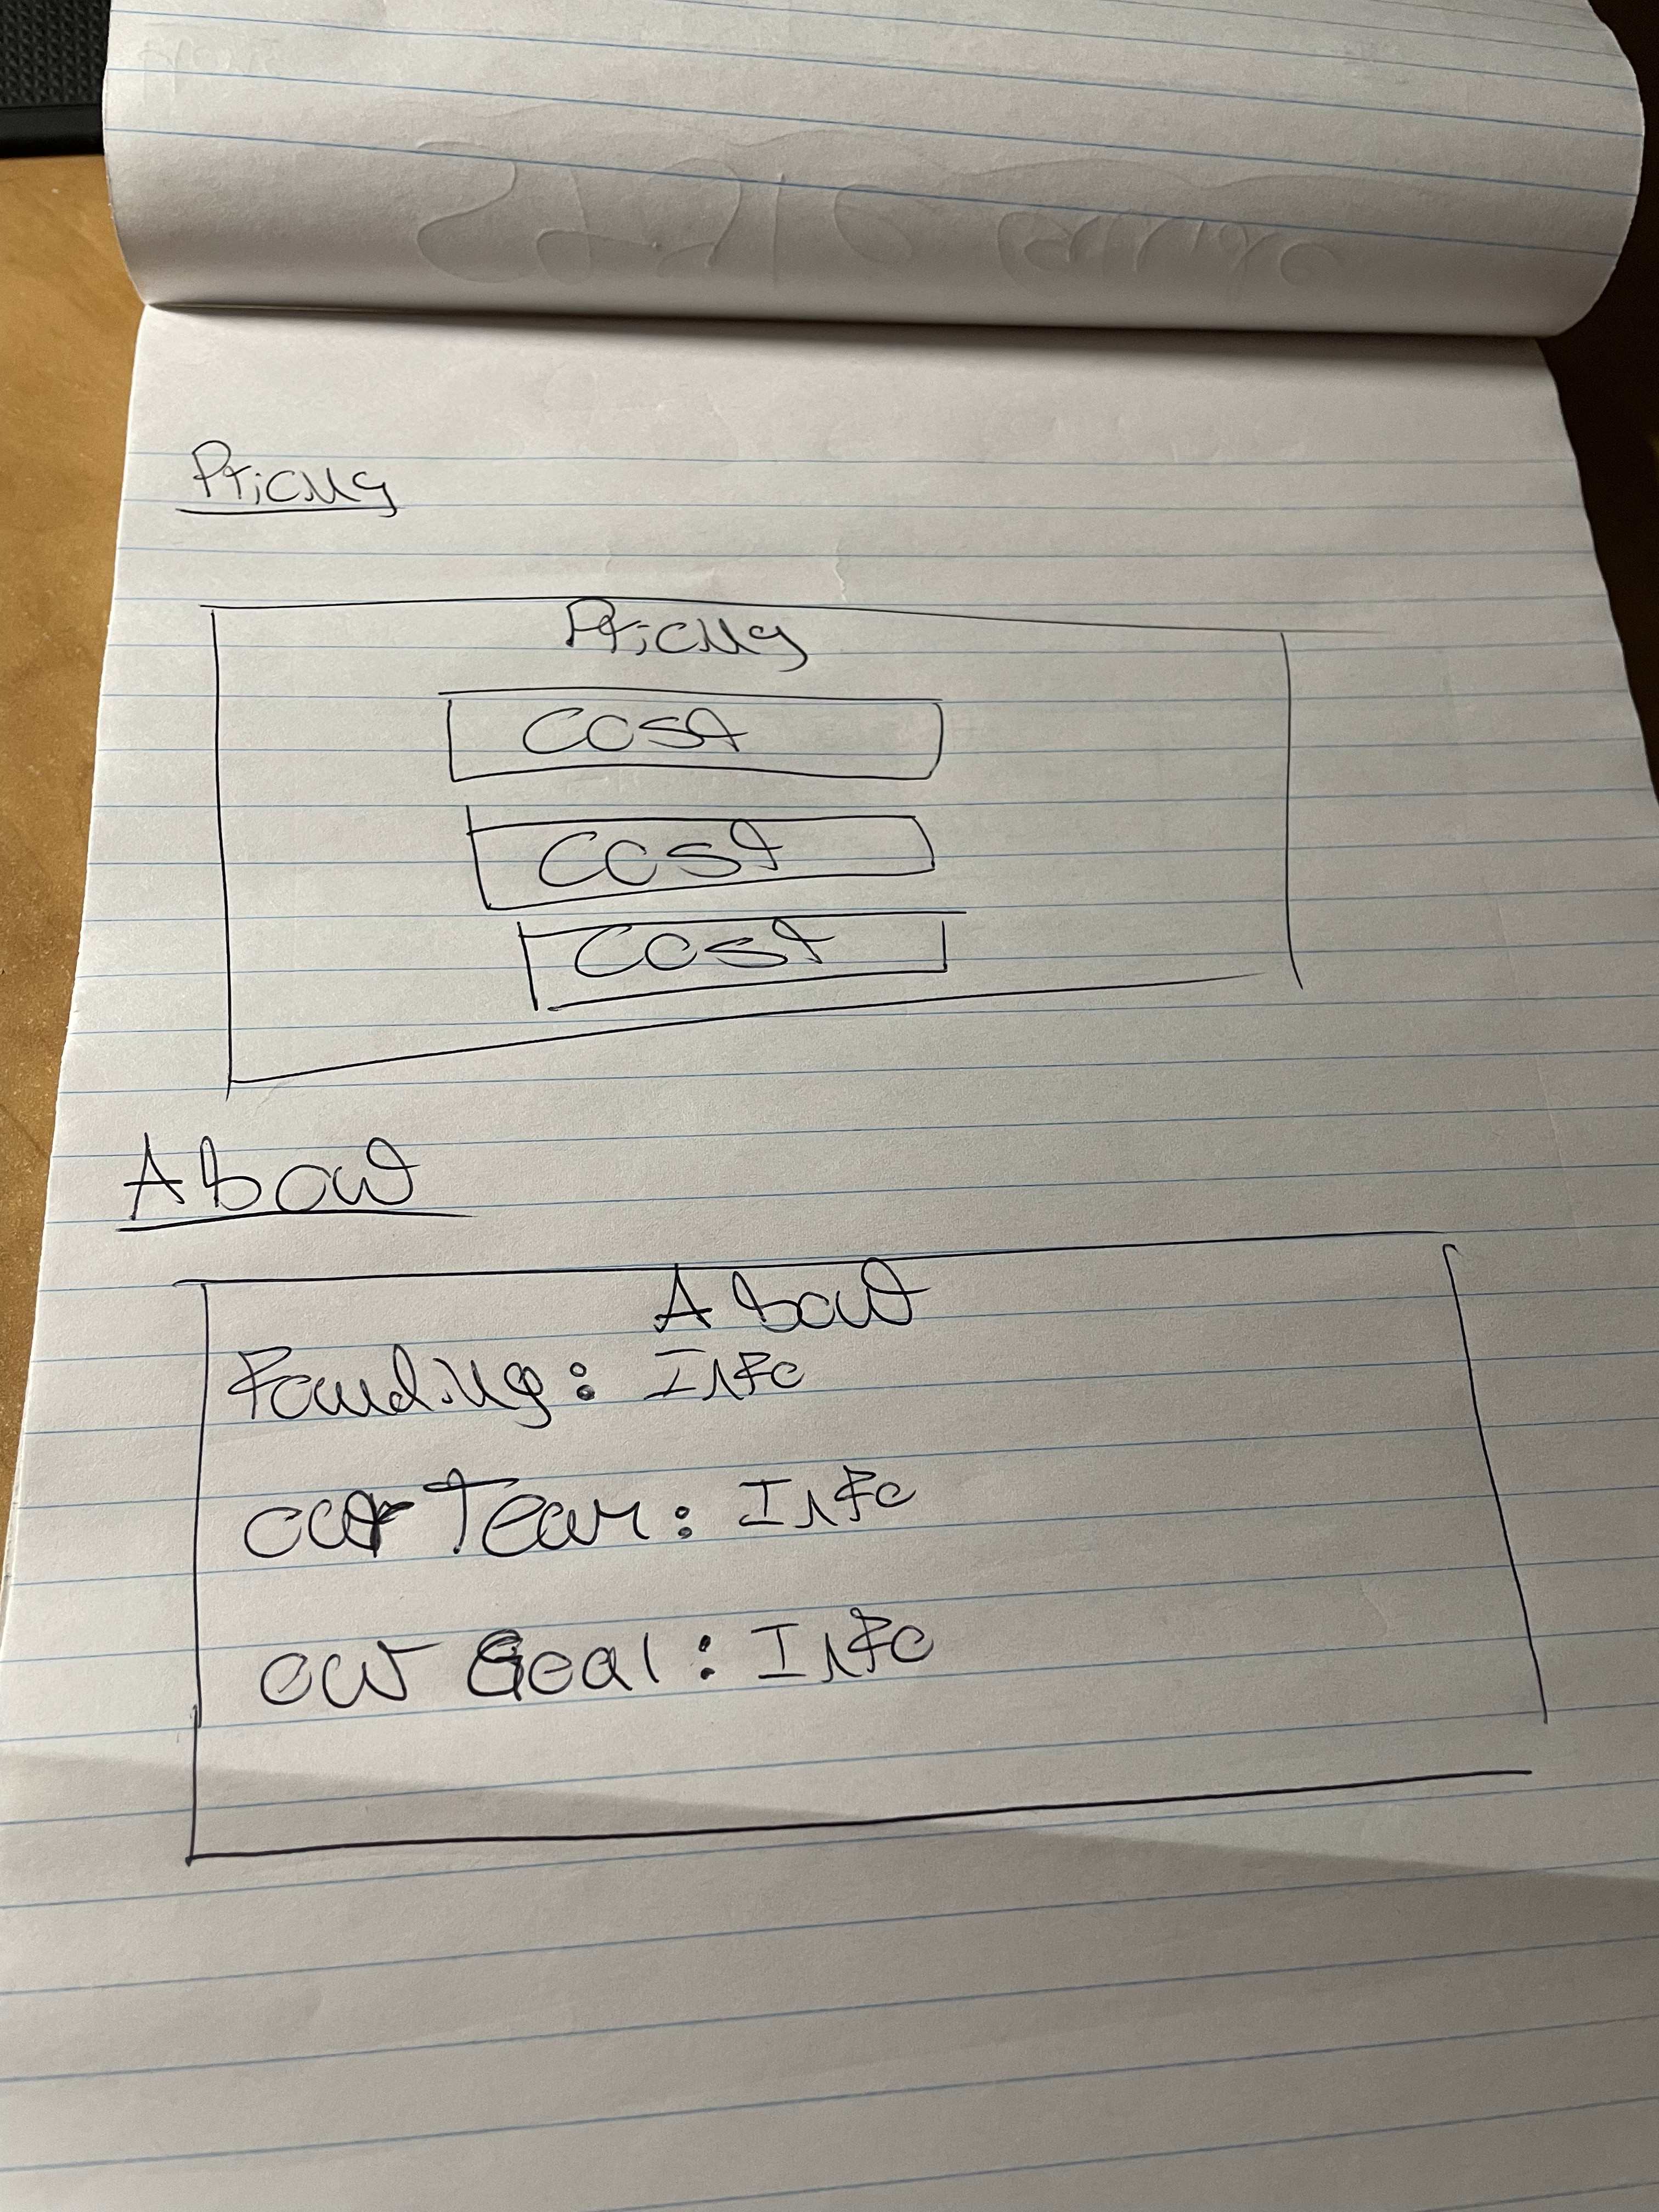 Pricing
Pricing
Cost
Cost
Cost
About
About
Founding: Info
our Team: Info
our Goal: Info